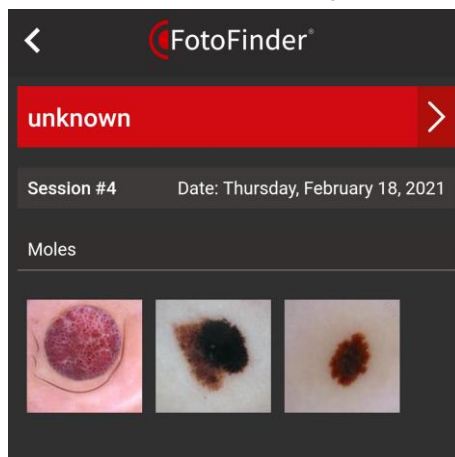 FotoFinder®
unknown
Session #4 Date: Thursday, February 18, 2021
Moles